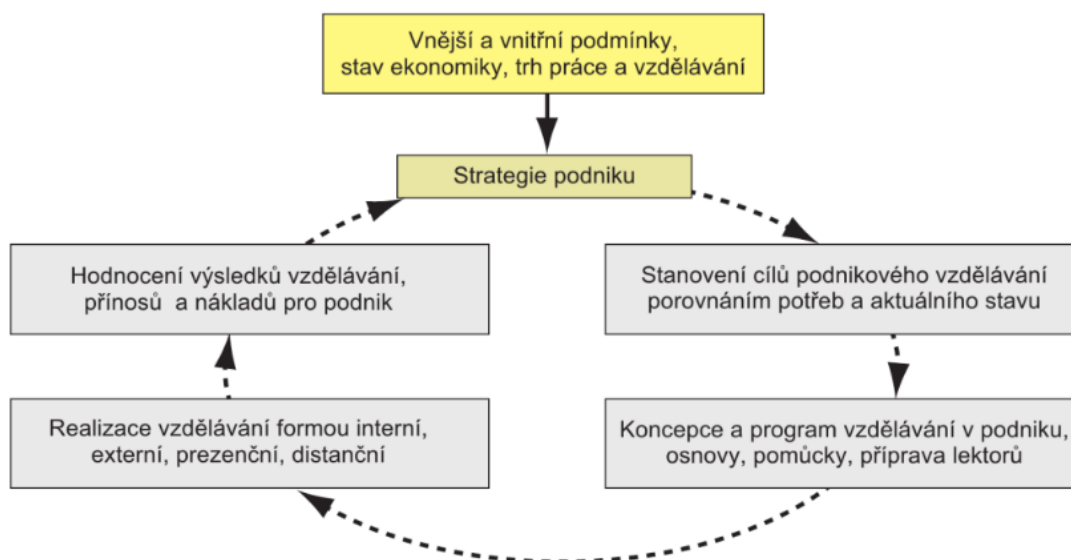 Vnější a vnitřní podmínky,
stav ekonomiky, trh práce a vzdělávání
Strategie podniku
Hodnocení výsledků vzdělávání,
přínosů a nákladů pro podnik
Stanovení cílů podnikového vzdělávání
porovnáním potřeb a aktuálního stavu
Realizace vzdělávání formou interní,
externí, prezenční, distanční
Koncepce a program vzdělávání v podniku,
osnovy, pomůcky, příprava lektorů